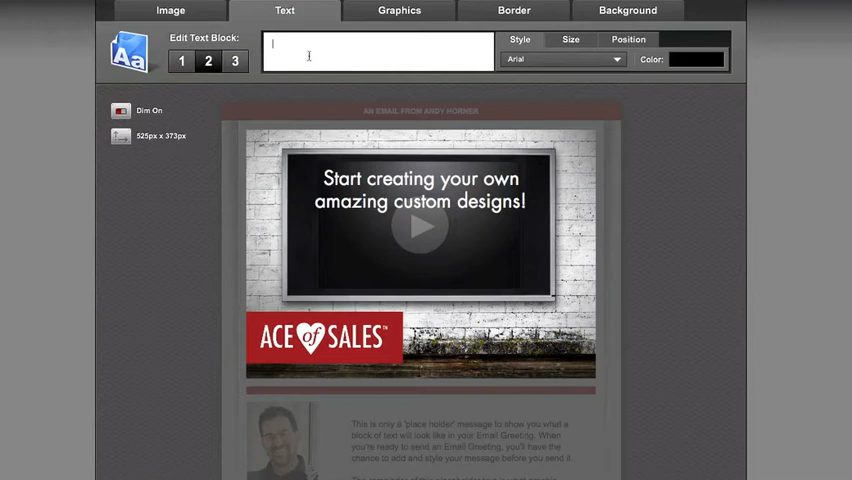 Image
Text
Graphics
Border
Background
Edit Text Block:
1 2 3
Style
Size
Position
Arial
Color:
Aa
Dim On
525px x 373px
AN EMAIL FROM ANDY HORNER
Start creating your own
amazing custom designs!
ACE of SALES™
This is only a 'place holder' message to show you what a
block of text will look like in your Email Greeting. When
you're ready to send an Email Greeting, you'll have the
chance to add and style your message before you send it.